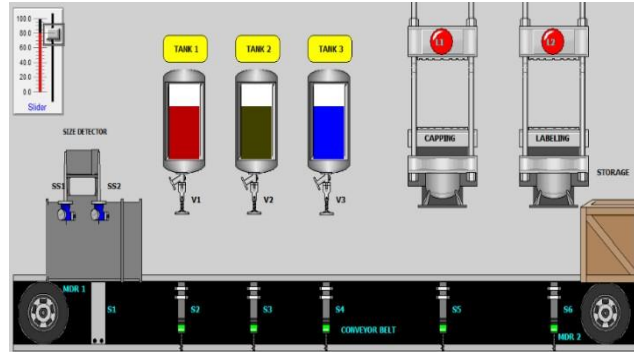 100.0
80.0
60.0
40.0
20.0
0.0
Slider
TANK 1
TANK 2
TANK 3
L1
L2
SIZE DETECTOR
SS1
SS2
V1
V2
V3
CAPPING
LABELING
STORAGE
MDR 1
S1
S2
S3
S4
S5
S6
CONVEYOR BELT
MDR 2